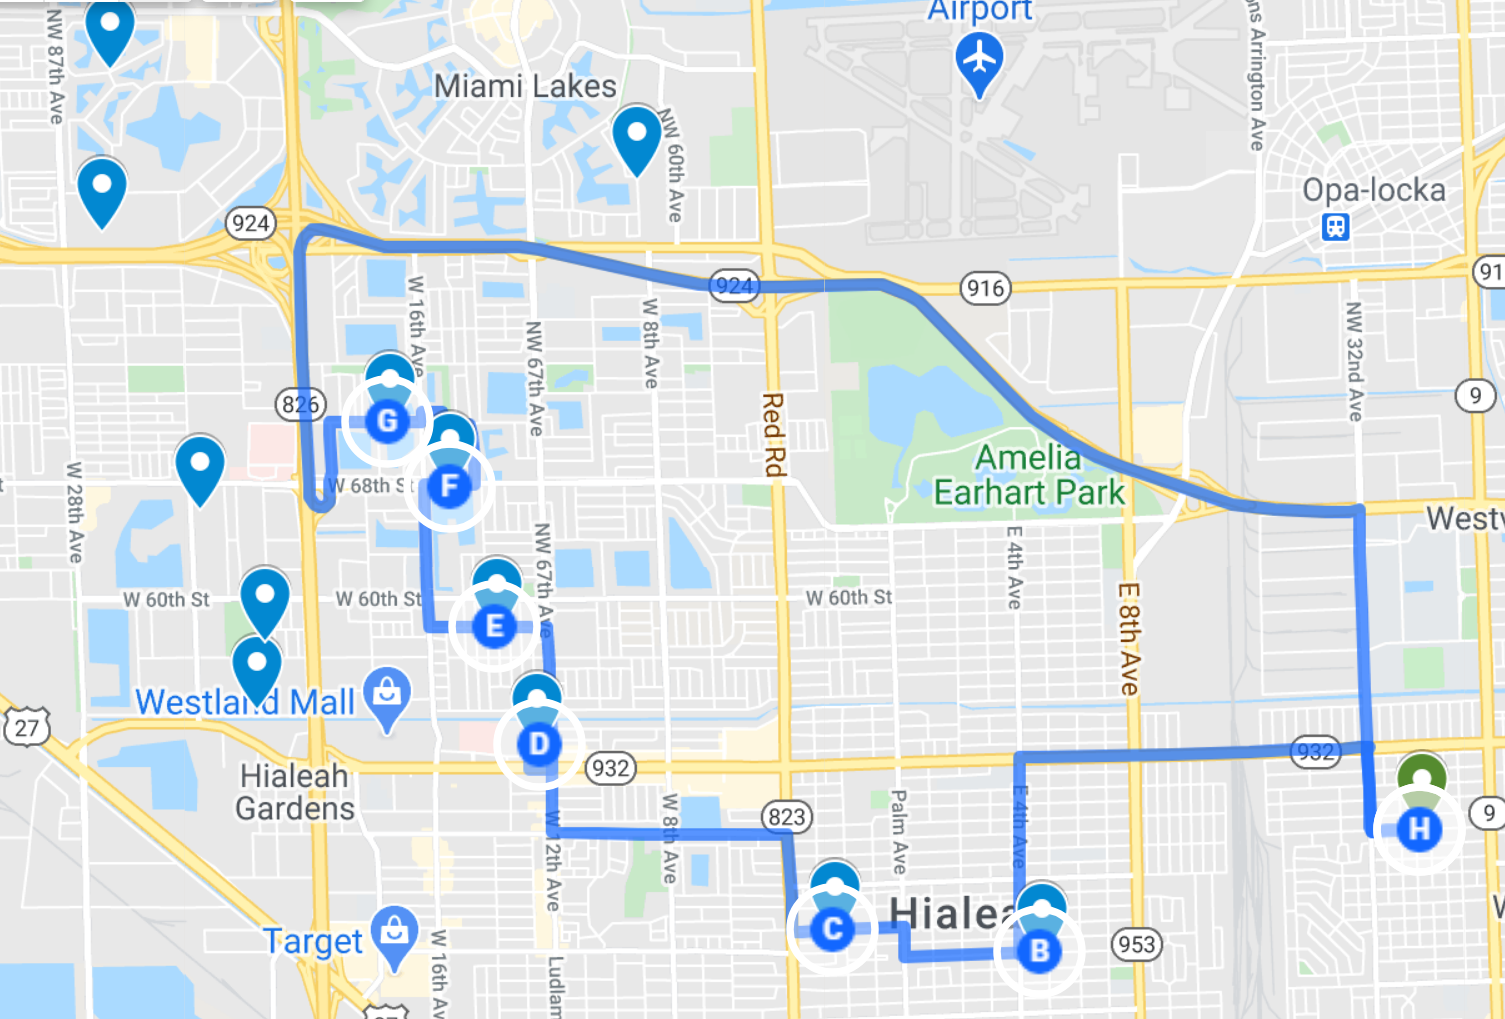 Airport
NW 87th Ave
ons Arrington Ave
Miami Lakes
NW 60th Ave
Opa-locka
924
W 16th Ave
924
916
91
NW 67th Ave
W 8th Ave
NW 32nd Ave
826
G
Red Rd
9
W 28th Ave
W 68th St
F
Amelia
Earhart Park
Westv
NW 67th Ave
E 4th Ave
W 60th St
W 60th St
W 60th St
E
E 8th Ave
Westland Mall
27
D
932
932
Hialeah
Gardens
W 12th Ave
W 8th Ave
823
Palm Ave
E 4th Ave
H
9
Hialea
C
B
Target
W 16th Av
Ludlam
953